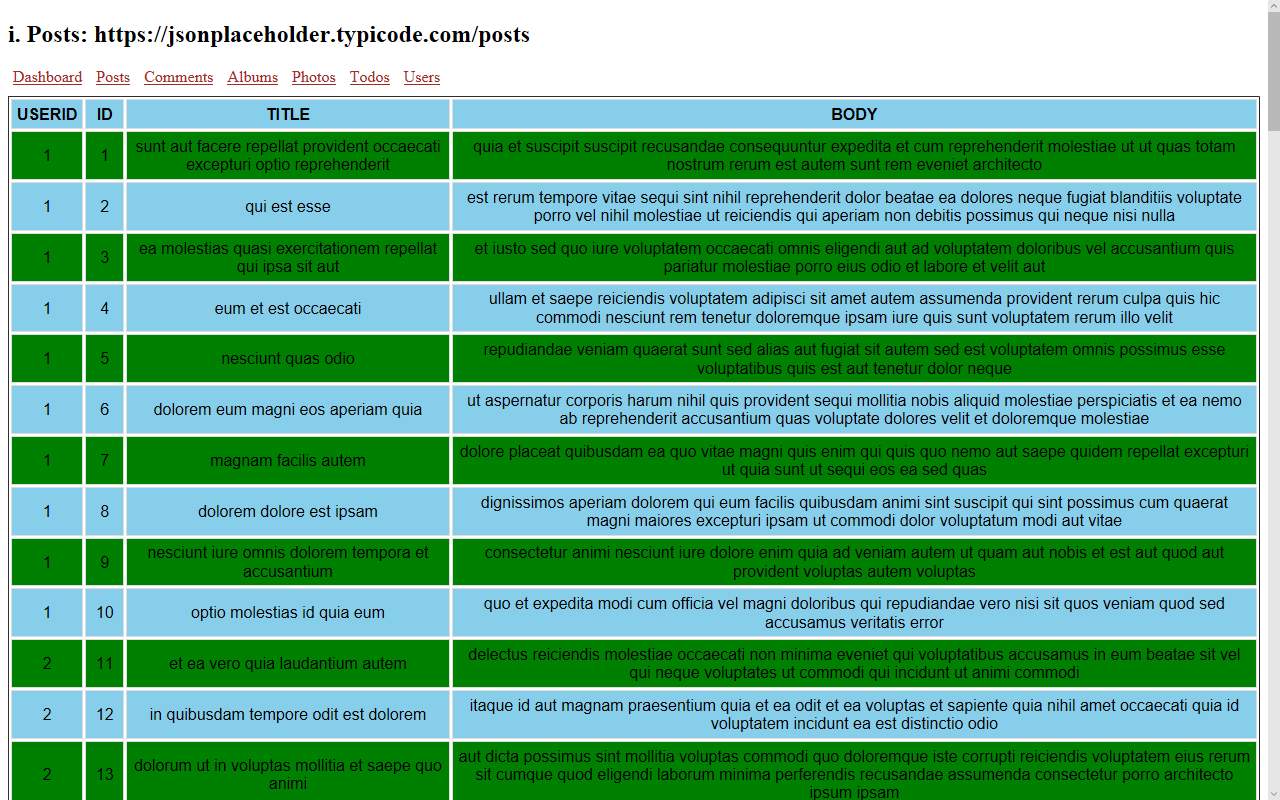 i. Posts: https://jsonplaceholder.typicode.com/posts
Dashboard Posts Comments Albums Photos Todos Users
USERID ID TITLE BODY
1 1 sunt aut facere repellat provident occaecati excepturi optio reprehenderit quia et suscipit suscipit recusandae consequuntur expedita et cum reprehenderit molestiae ut ut quas totam nostrum rerum est autem sunt rem eveniet architecto
1 2 qui est esse est rerum tempore vitae sequi sint nihil reprehenderit dolor beatae ea dolores neque fugiat blanditiis voluptate porro vel nihil molestiae ut reiciendis qui aperiam non debitis possimus qui neque nisi nulla
1 3 ea molestias quasi exercitationem repellat qui ipsa sit aut et iusto sed quo iure voluptatem occaecati omnis eligendi aut ad voluptatem doloribus vel accusantium quis pariatur molestiae porro eius odio et labore et velit aut
1 4 eum et est occaecati ullam et saepe reiciendis voluptatem adipisci sit amet autem assumenda provident rerum culpa quis hic commodi nesciunt rem tenetur doloremque ipsam iure quis sunt voluptatem rerum illo velit
1 5 nesciunt quas odio repudiandae veniam quaerat sunt sed alias aut fugiat sit autem sed est voluptatem omnis possimus esse voluptatibus quis est aut tenetur dolor neque
1 6 dolorem eum magni eos aperiam quia ut aspernatur corporis harum nihil quis provident sequi mollitia nobis aliquid molestiae perspiciatis et ea nemo ab reprehenderit accusantium quas voluptate dolores velit et doloremque molestiae
1 7 magnam facilis autem dolore placeat quibusdam ea quo vitae magni quis enim qui quis quo nemo aut saepe quidem repellat excepturi ut quia sunt ut sequi eos ea sed quas
1 8 dolorem dolore est ipsam dignissimos aperiam dolorem qui eum facilis quibusdam animi sint suscipit qui sint possimus cum quaerat magni maiores excepturi ipsam ut commodi dolor voluptatum modi aut vitae
1 9 nesciunt iure omnis dolorem tempora et accusantium consectetur animi nesciunt iure dolore enim quia ad veniam autem ut quam aut nobis et est aut quod aut provident voluptas autem voluptas
1 10 optio molestias id quia eum quo et expedita modi cum officia vel magni doloribus qui repudiandae vero nisi sit quos veniam quod sed accusamus veritatis error
2 11 et ea vero quia laudantium autem delectus reiciendis molestiae occaecati non minima eveniet qui voluptatibus accusamus in eum beatae sit vel qui neque voluptates ut commodi qui incidunt ut animi commodi
2 12 in quibusdam tempore odit est dolorem itaque id aut magnam praesentium quia et ea odit et ea voluptas et sapiente quia nihil amet occaecati quia id voluptatem incidunt ea est distinctio odio
2 13 dolorum ut in voluptas mollitia et saepe quo animi aut dicta possimus sint mollitia voluptas commodi quo doloremque iste corrupti reiciendis voluptatem eius rerum sit cumque quod eligendi laborum minima perferendis recusandae assumenda consectetur porro architecto ipsum ipsam